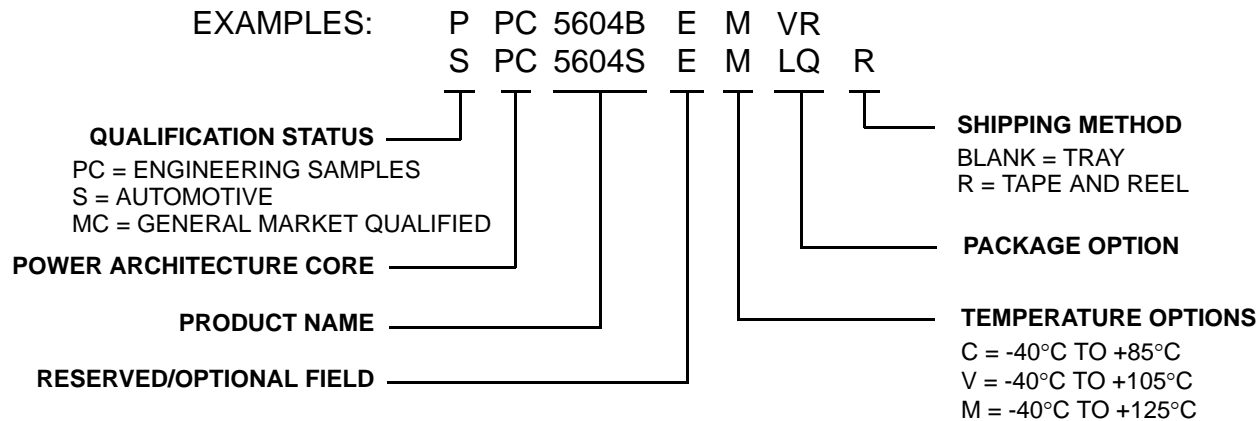 EXAMPLES: P PC 5604B E M VR
S PC 5604S E M LQ R
QUALIFICATION STATUS
PC = ENGINEERING SAMPLES
S = AUTOMOTIVE
MC = GENERAL MARKET QUALIFIED
POWER ARCHITECTURE CORE
PRODUCT NAME
RESERVED/OPTIONAL FIELD
SHIPPING METHOD
BLANK = TRAY
R = TAPE AND REEL
PACKAGE OPTION
TEMPERATURE OPTIONS
C = -40°C TO +85°C
V = -40°C TO +105°C
M = -40°C TO +125°C